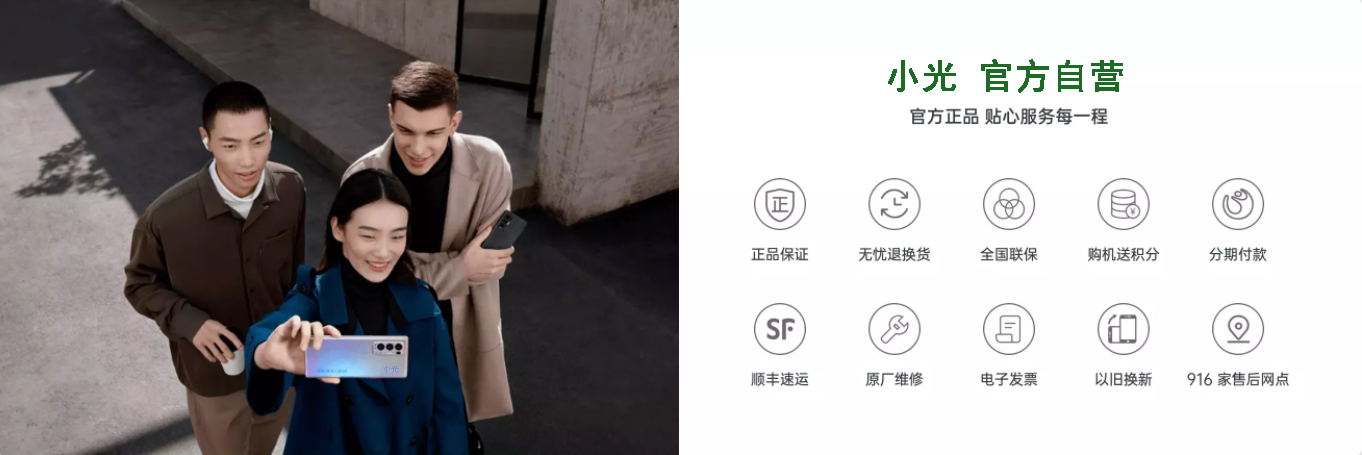 小光 官方自营
官方正品 贴心服务每一程
正
¥
正品保证 无忧退换货 全国联保 购机送积分 分期付款
SF
顺丰速运 原厂维修 电子发票 以旧换新 916 家售后网点
小光